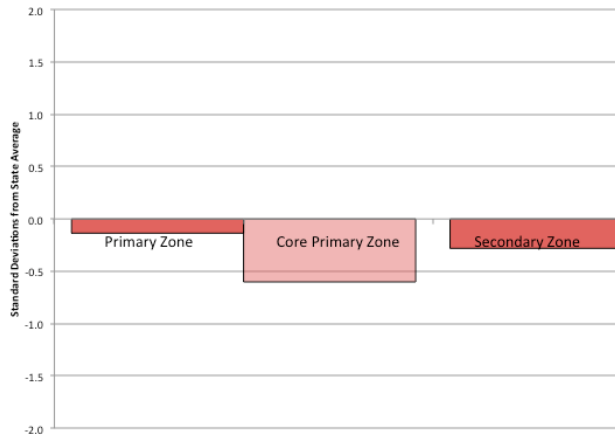 Standard Deviations from State Average
2.0
1.5
1.0
0.5
0.0
-0.5
-1.0
-1.5
-2.0
Primary Zone
Core Primary Zone
Secondary Zone